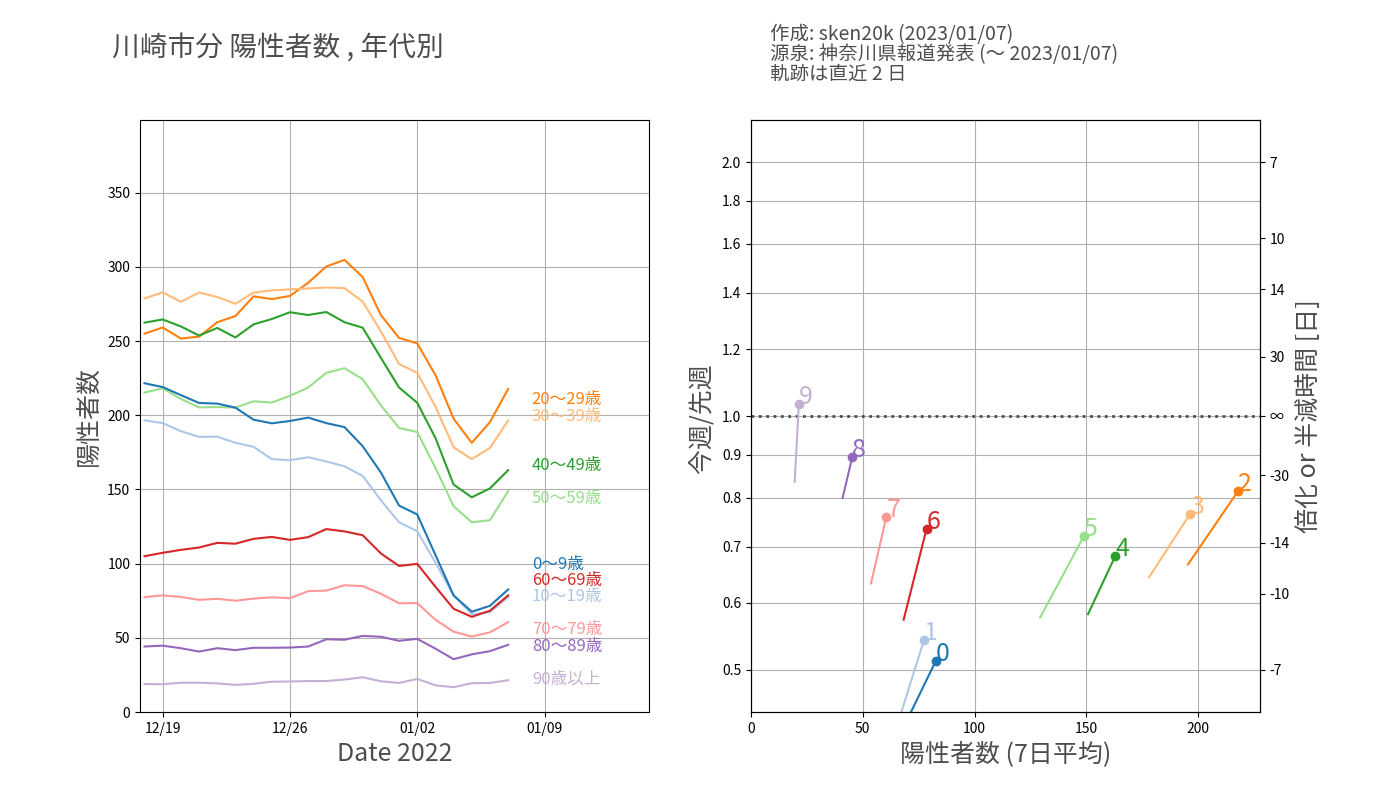 川崎市分 陽性者数 , 年代別
作成: sken20k (2023/01/07)
源泉: 神奈川県報道発表 (〜 2023/01/07)
軌跡は直近 2 日
陽性者数
350
300
250
200
150
100
50
0
12/19
12/26
01/02
01/09
Date 2022
20〜29歳
30〜39歳
40〜49歳
50〜59歳
0〜9歳
60〜69歳
10〜19歳
70〜79歳
80〜89歳
90歳以上
今週/先週
2.0
1.8
1.6
1.4
1.2
1.0
0.9
0.8
0.7
0.6
0.5
9
8
7
6
5
4
3
2
1
0
0
50
100
150
200
陽性者数 (7日平均)
7
10
14
30
∞
-30
-14
-10
-7
倍化 or 半減時間 [日]